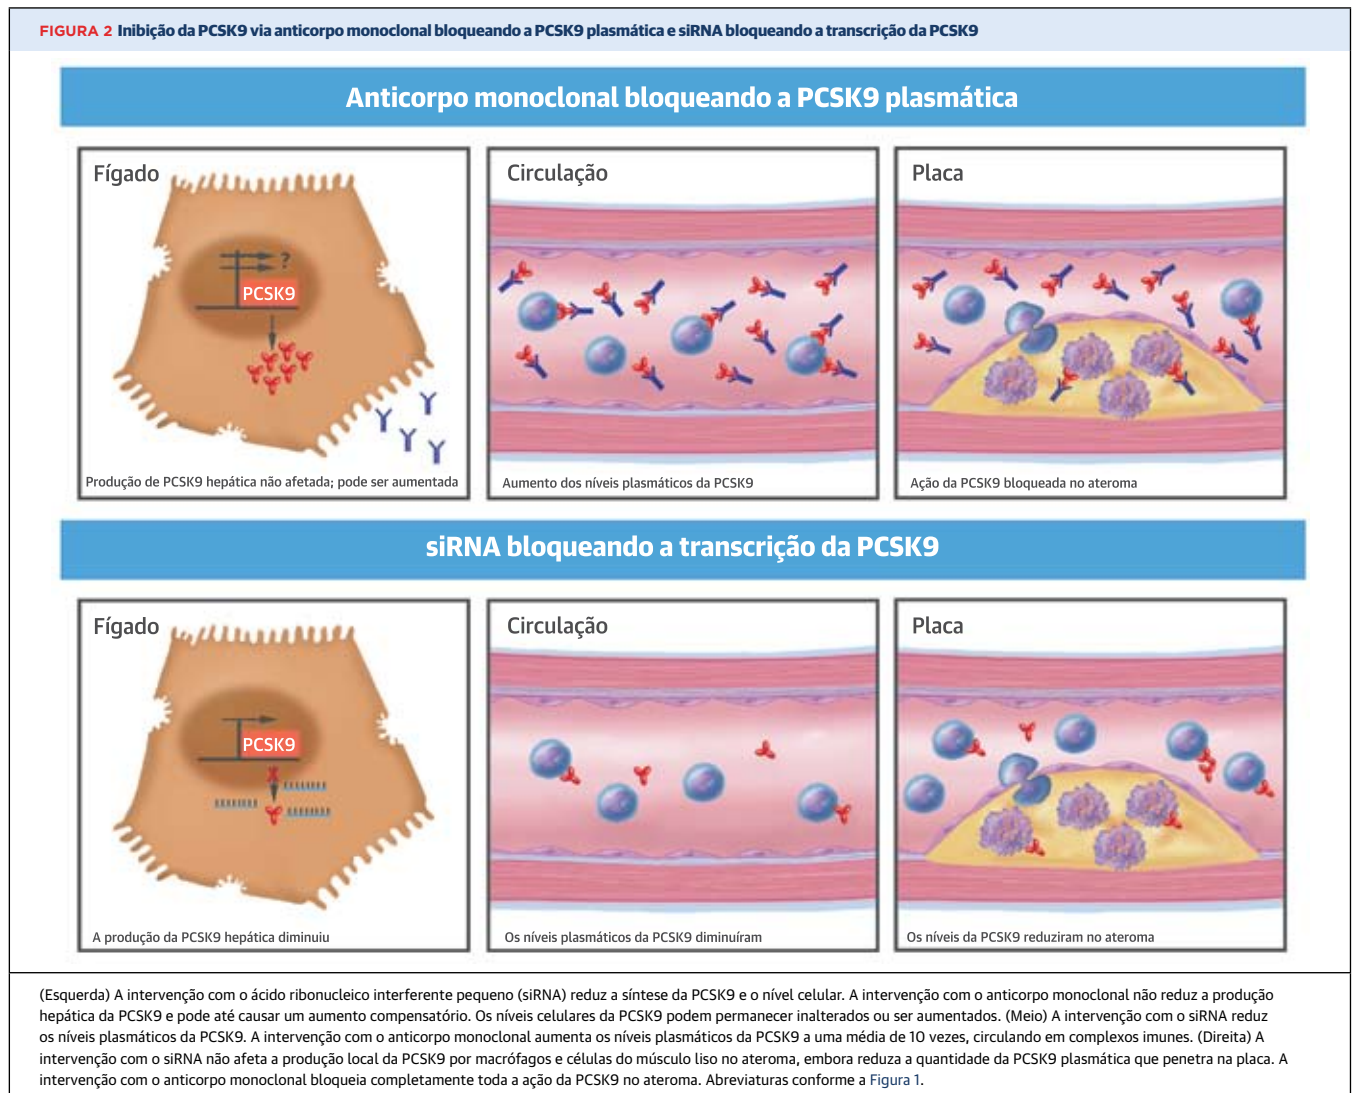 FIGURA 2 Inibição da PCSK9 via anticorpo monoclonal bloqueando a PCSK9 plasmática e siRNA bloqueando a transcrição da PCSK9
Anticorpo monoclonal bloqueando a PCSK9 plasmática
Fígado
?
PCSK9
Produção de PCSK9 hepática não afetada; pode ser aumentada
Circulação
Aumento dos níveis plasmáticos da PCSK9
Placa
Ação da PCSK9 bloqueada no ateroma
siRNA bloqueando a transcrição da PCSK9
Fígado
PCSK9
A produção da PCSK9 hepática diminuiu
Circulação
Os níveis plasmáticos da PCSK9 diminuíram
Placa
Os níveis da PCSK9 reduziram no ateroma
(Esquerda) A intervenção com o ácido ribonucleico interferente pequeno (siRNA) reduz a síntese da PCSK9 e o nível celular. A intervenção com o anticorpo monoclonal não reduz a produção
hepática da PCSK9 e pode até causar um aumento compensatório. Os níveis celulares da PCSK9 podem permanecer inalterados ou ser aumentados. (Meio) A intervenção com o siRNA reduz
os níveis plasmáticos da PCSK9. A intervenção com o anticorpo monoclonal aumenta os níveis plasmáticos da PCSK9 a uma média de 10 vezes, circulando em complexos imunes. (Direita) A
intervenção com o siRNA não afeta a produção local da PCSK9 por macrófagos e células do músculo liso no ateroma, embora reduza a quantidade da PCSK9 plasmática que penetra na placa. A
intervenção com o anticorpo monoclonal bloqueia completamente toda a ação da PCSK9 no ateroma. Abreviaturas conforme a Figura 1.